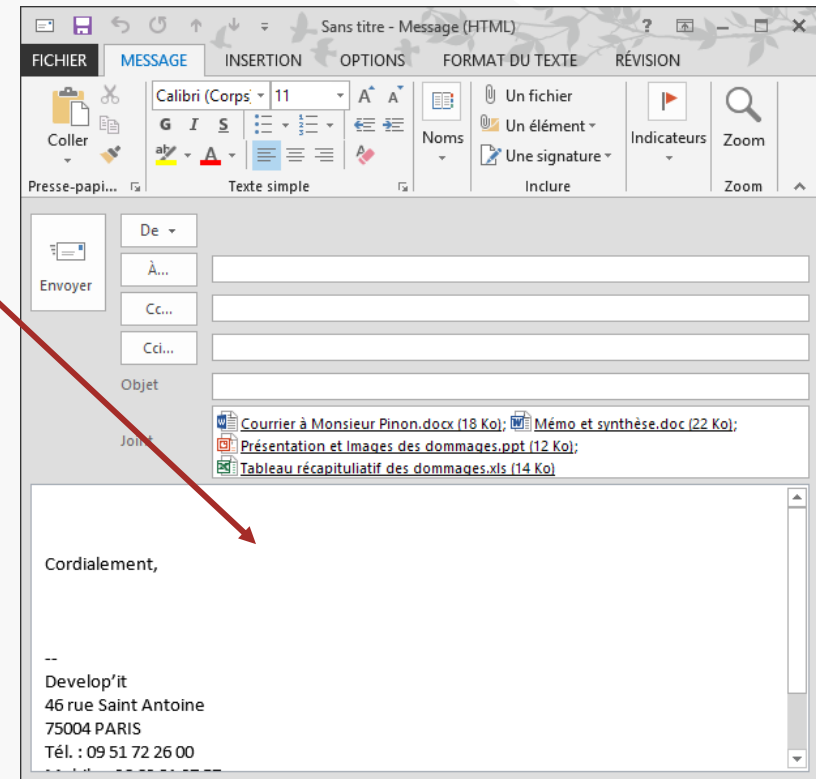 Sans titre - Message (HTML)
?
FICHIER MESSAGE INSERTION OPTIONS FORMAT DU TEXTE RÉVISION
Coller
Presse-papi...
Calibri (Corps 11 A A
G I S
aby A
Texte simple
Noms
Un fichier
Un élément
Une signature
Inclure
Indicateurs
Zoom
Zoom
Envoyer
De
À...
Cc...
Cci...
Objet
Joint
Courrier à Monsieur Pinon.docx (18 Ko); Mémo et synthèse.doc (22 Ko);
Présentation et Images des dommages.ppt (12 Ko);
Tableau récapituliatif des dommages.xls (14 Ko)
Cordialement,
--
Develop’it
46 rue Saint Antoine
75004 PARIS
Tél. : 09 51 72 26 00